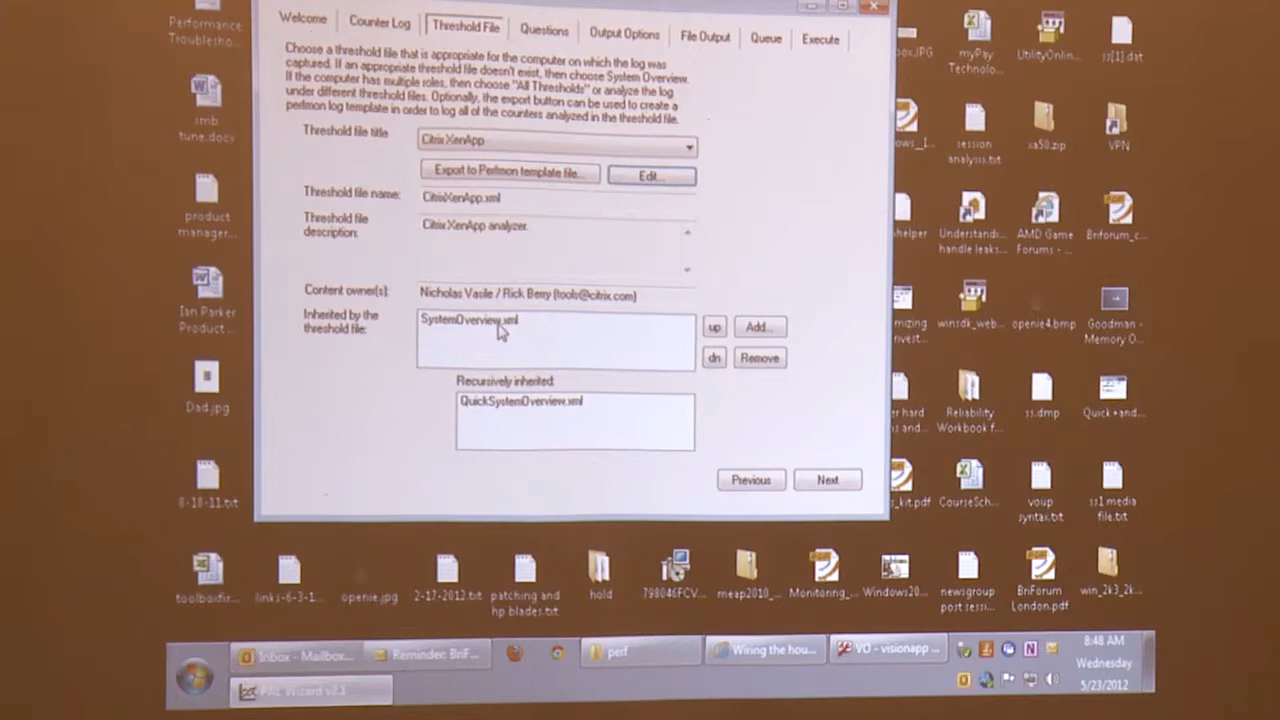 Performance
Troublesho...
smb
tune.docx
product
manager...
Ian Parker
Product...
Dad.jpg
8-18-11.txt
Welcome
Counter Log
Threshold File
Questions
Output Options
File Output
Queue
Execute
Choose a threshold file that is appropriate for the computer on which the log was
captured. If an appropriate threshold file doesn't exist, then choose System Overview.
If the computer has multiple roles, then choose "All Thresholds" or analyze the log
under different threshold files. Optionally, the export button can be used to create a
perfmon log template in order to log all of the counters analyzed in the threshold file.
Threshold file title
CitrixXenApp
Export to Perfmon template file...
Edit...
Threshold file name:
CitrixXenApp.xml
Threshold file
description:
CitrixXenApp analyzer.
Content owner(s):
Nicholas Vasile / Rick Berry (tools@citrix.com)
Inherited by the
threshold file:
SystemOverview.xml
up
Add...
dn
Remove
Recursively inherited:
QuickSystemOverview.xml
Previous
Next
box.JPG
myPay
Technolo...
UtilityOnlin...
ss[1].dat
session
analysis.txt
xa50.zip
VPN
helper
Understandi...
handle leaks...
AMD Game
Forums - ...
Briforum_c...
winsdk_web...
openie4.bmp
Goodman -
Memory O...
Reliability
Workbook f...
ss.dmp
Quick+and...
s_kit.pdf
CourseSch...
voup
syntax.txt
ss1 media
file.txt
toolboxfir...
links-6-3-1...
openie.jpg
2-17-2012.txt
patching and
hp blades.txt
hold
798046FCV...
meap2010_...
Monitoring_...
Windows20...
newsgroup
post sessi...
BriForum
London.pdf
win_2k3_2k...
Inbox - Mailbox...
Reminder: BriF...
perf
Wiring the hou...
VO - visionapp ...
PAL Wizard v2.1
8:48 AM
Wednesday
5/23/2012